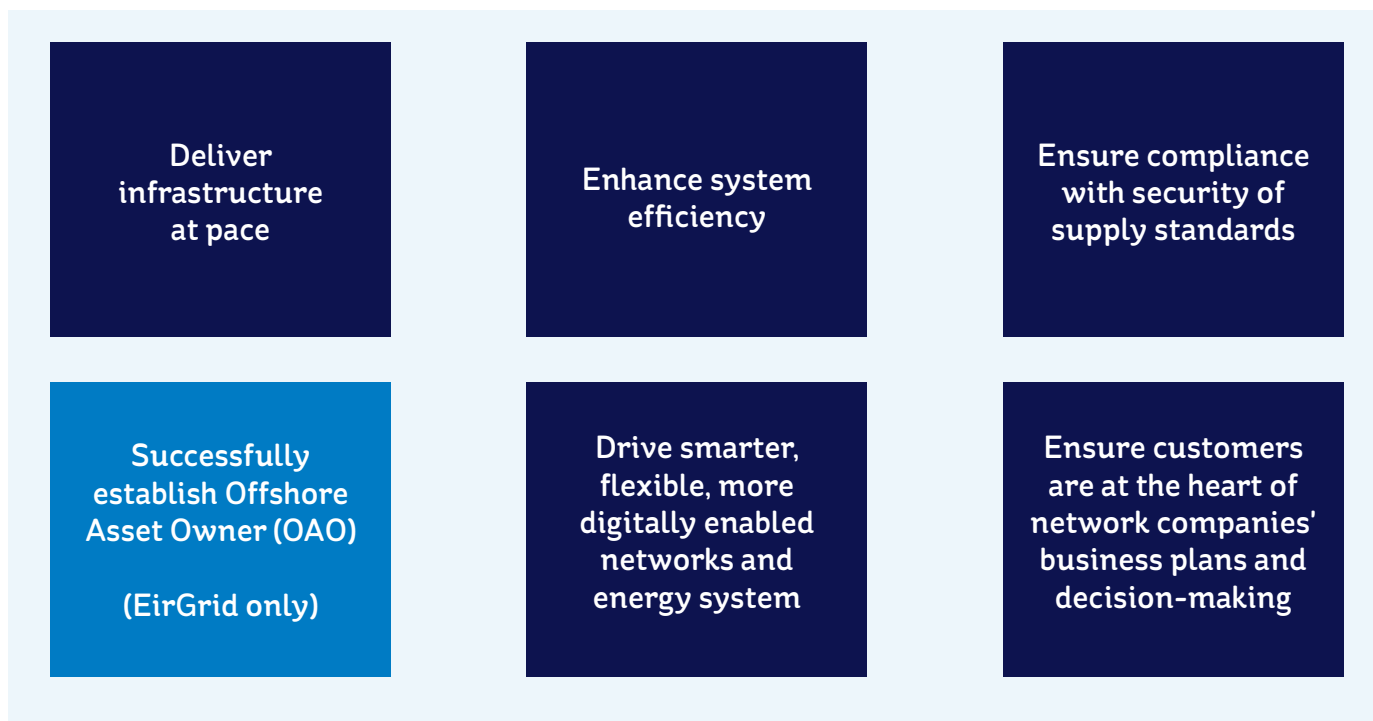 Deliver
infrastructure
at pace
Enhance system
efficiency
Ensure compliance
with security of
supply standards
Successfully
establish Offshore
Asset Owner (OAO)
(EirGrid only)
Drive smarter,
flexible, more
digitally enabled
networks and
energy system
Ensure customers
are at the heart of
network companies'
business plans and
decision-making